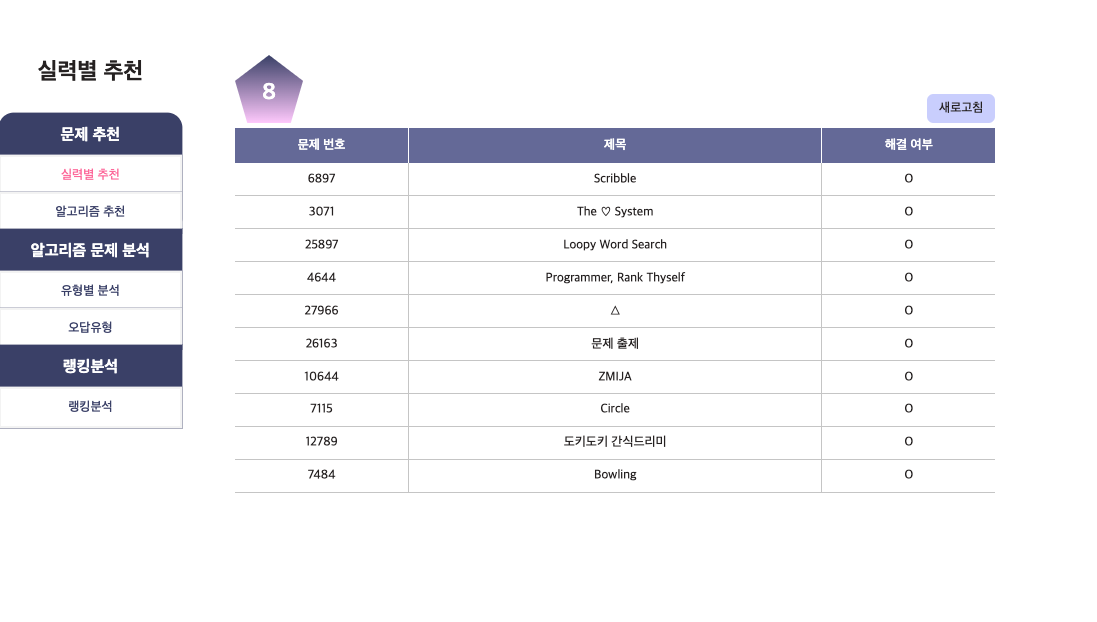 실력별 추천
문제 추천
실력별 추천
알고리즘 추천
알고리즘 문제 분석
유형별 분석
오답유형
랭킹분석
랭킹분석
8
새로고침
문제 번호 제목 해결 여부
6897 Scribble O
3071 The ♡ System O
25897 Loopy Word Search O
4644 Programmer, Rank Thyself O
27966 △ O
26163 문제 출제 O
10644 ZMIJA O
7115 Circle O
12789 도키도키 간식드리미 O
7484 Bowling O